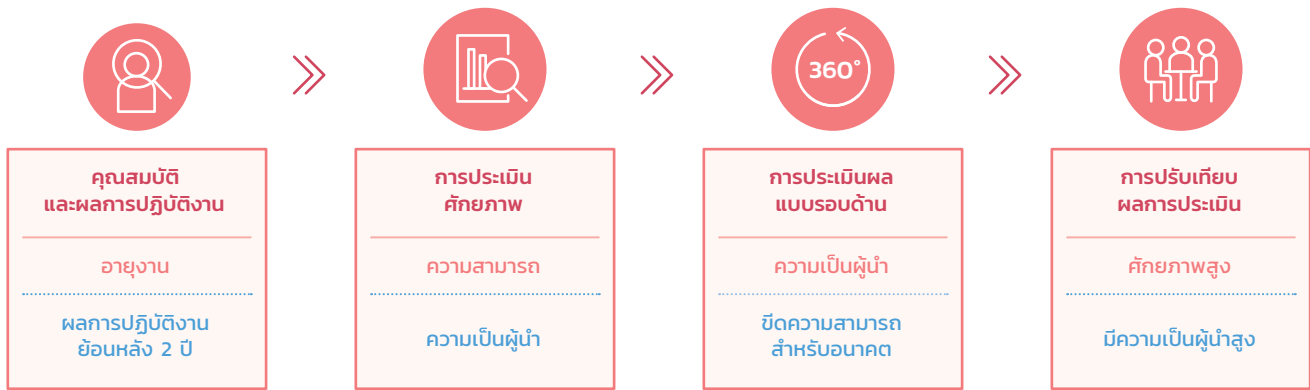 360°
คุณสมบัติ
และผลการปฏิบัติงาน
อายุงาน
ผลการปฏิบัติงาน
ย้อนหลัง 2 ปี
การประเมิน
ศักยภาพ
ความสามารถ
ความเป็นผู้นำ
การประเมินผล
แบบรอบด้าน
ความเป็นผู้นำ
ขีดความสามารถ
สำหรับอนาคต
การปรับเทียบ
ผลการประเมิน
ศักยภาพสูง
มีความเป็นผู้นำสูง